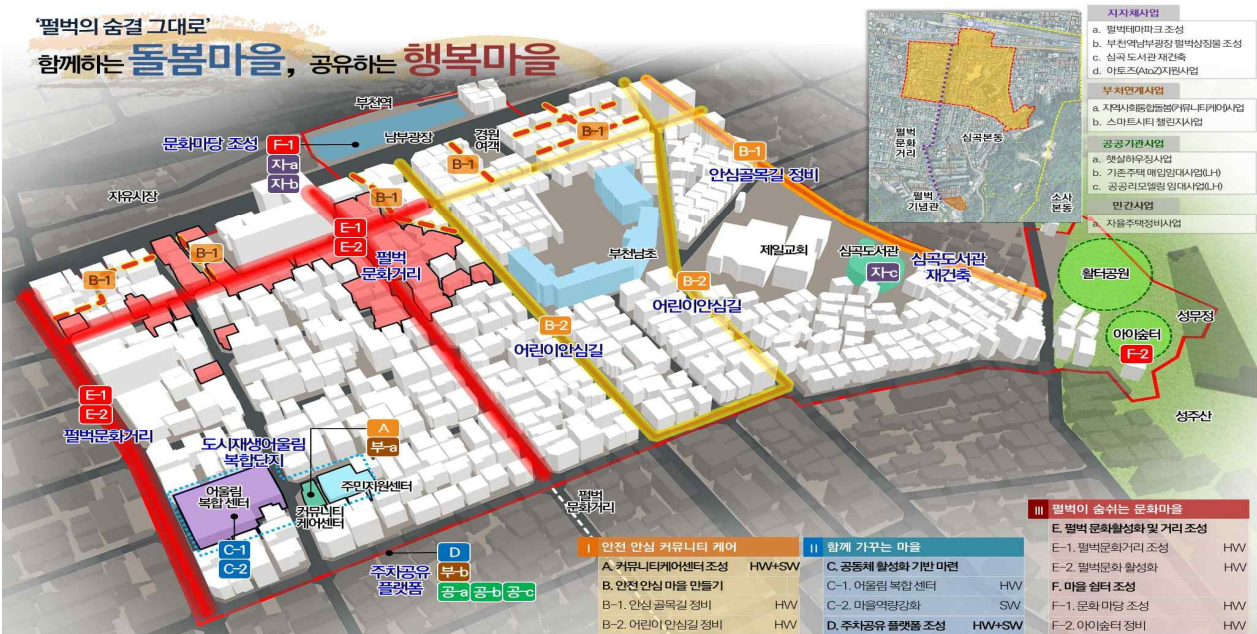 '펄벅의 숨결 그대로'
함께하는 돌봄마을, 공유하는 행복마을
지자체사업
a. 펄벅테마파크 조성
b. 부천역남부광장 펄벅상징물 조성
c. 심곡 도서관 재건축
d. 아토즈(AtoZ)지원사업
부처연계사업
a. 지역사회통합돌봄(커뮤니티케어)사업
b. 스마트시티 챌린지사업
공공기관사업
a. 햇살하우징사업
b. 기존주택 매입임대사업(LH)
c. 공공리모델링 임대사업(LH)
민간사업
a. 자율주택정비사업
펄벅
문화
거리
심곡본동
펄벅
기념관
소사
본동
부천역
남부광장
경원
여객
문화마당 조성
F-1
자-a
자-b
자유시장
B-1
B-1
B-1
B-1
B-1
B-1
안심골목길 정비
E-1
E-2
펄벅
문화거리
부천남초
제일교회
심곡도서관
자-c
심곡도서관
재건축
B-2
어린이안심길
B-2
어린이안심길
활터공원
성무정
아이숲터
F-2
성주산
E-1
E-2
펄벅문화거리
도시재생어울림
복합단지
A
부-a
어울림
복합 센터
주민지원센터
커뮤니티
케어센터
C-1
C-2
펄벅
문화거리
주차공유
플랫폼
D
부-b
공-a 공-b 공-c
I 안전 안심 커뮤니티 케어
A. 커뮤니티케어센터 조성 HW+SW
B. 안전 안심 마을 만들기
B-1. 안심 골목길 정비 HW
B-2. 어린이 안심길 정비 HW
II 함께 가꾸는 마을
C. 공동체 활성화 기반 마련
C-1. 어울림 복합 센터 HW
C-2. 마을역량강화 SW
D. 주차공유 플랫폼 조성 HW+SW
III 펄벅이 숨쉬는 문화마을
E. 펄벅 문화활성화 및 거리 조성
E-1. 펄벅문화거리 조성 HW
E-2. 펄벅문화 활성화 HW
F. 마을 쉼터 조성
F-1. 문화 마당 조성 HW
F-2. 아이숲터 정비 HW